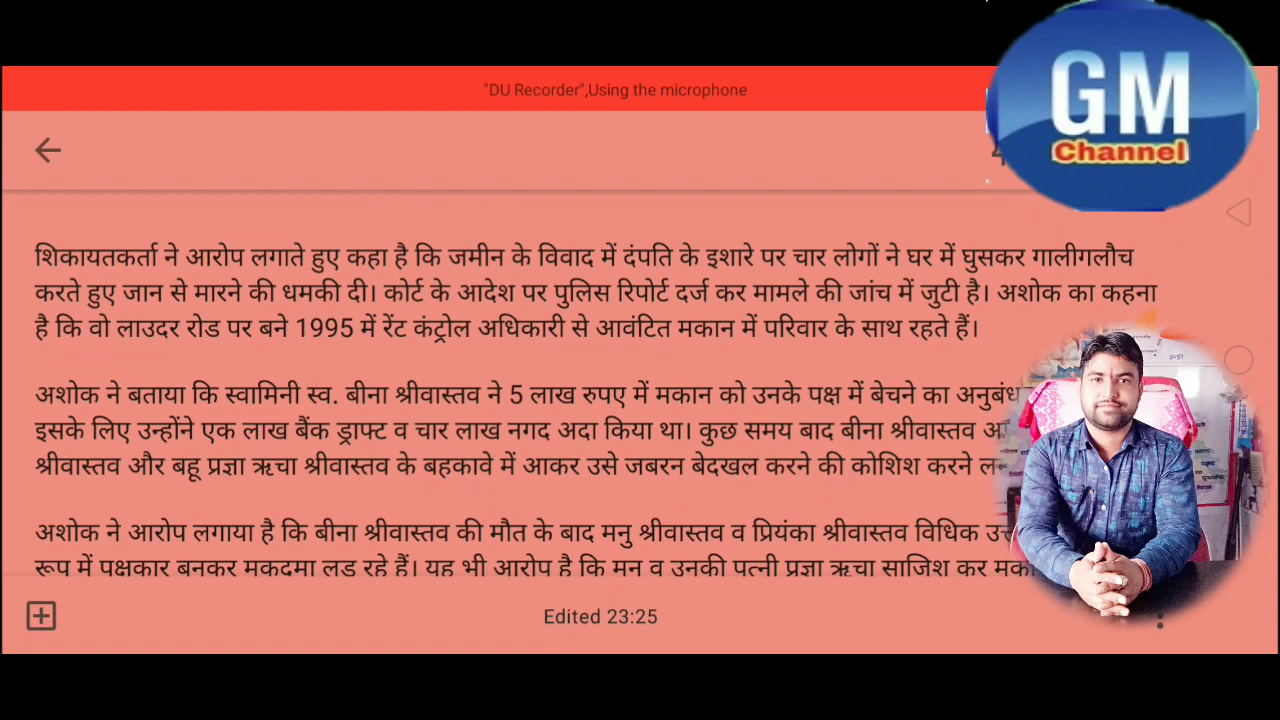 "DU Recorder",Using the microphone
GM
Channel
शिकायतकर्ता ने आरोप लगाते हुए कहा है कि जमीन के विवाद में दंपति के इशारे पर चार लोगों ने घर में घुसकर गालीगलौच
करते हुए जान से मारने की धमकी दी। कोर्ट के आदेश पर पुलिस रिपोर्ट दर्ज कर मामले की जांच में जुटी है। अशोक का कहना
है कि वो लाउदर रोड पर बने 1995 में रेंट कंट्रोल अधिकारी से आवंटित मकान में परिवार के साथ रहते हैं।
अशोक ने बताया कि स्वामिनी स्व. बीना श्रीवास्तव ने 5 लाख रुपए में मकान को उनके पक्ष में बेचने का अनुबंध
इसके लिए उन्होंने एक लाख बैंक ड्राफ्ट व चार लाख नगद अदा किया था। कुछ समय बाद बीना श्रीवास्तव
श्रीवास्तव और बहू प्रज्ञा ऋचा श्रीवास्तव के बहकावे में आकर उसे जबरन बेदखल करने की कोशिश करने
अशोक ने आरोप लगाया है कि बीना श्रीवास्तव की मौत के बाद मनु श्रीवास्तव व प्रियंका श्रीवास्तव विधिक
रूप में पक्षकार बनकर मुकदमा लड़ रहे हैं। यह भी आरोप है कि मनु व उनकी पत्नी प्रज्ञा ऋचा साजिश कर
Edited 23:25